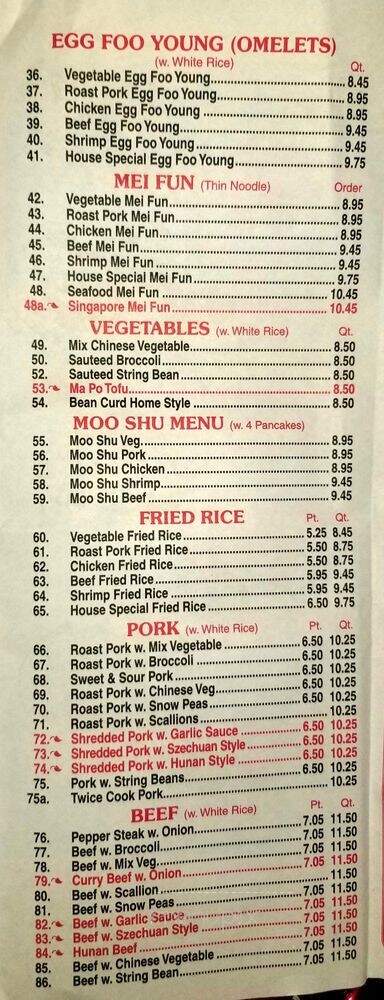 EGG FOO YOUNG (OMELETS)
(w. White Rice) Qt.
36. Vegetable Egg Foo Young 8.45
37. Roast Pork Egg Foo Young 8.95
38. Chicken Egg Foo Young 8.95
39. Beef Egg Foo Young 9.45
40. Shrimp Egg Foo Young 9.45
41. House Special Egg Foo Young 9.75
MEI FUN (Thin Noodle) Order
42. Vegetable Mei Fun 8.95
43. Roast Pork Mei Fun 8.95
44. Chicken Mei Fun 8.95
45. Beef Mei Fun 9.45
46. Shrimp Mei Fun 9.45
47. House Special Mei Fun 9.75
48. Seafood Mei Fun 10.45
48a. Singapore Mei Fun 10.45
VEGETABLES (w. White Rice) Qt.
49. Mix Chinese Vegetable 8.50
50. Sauteed Broccoli 8.50
52. Sauteed String Bean 8.50
53. Ma Po Tofu 8.50
54. Bean Curd Home Style 8.50
MOO SHU MENU (w. 4 Pancakes)
55. Moo Shu Veg. 8.95
56. Moo Shu Pork 8.95
57. Moo Shu Chicken 8.95
58. Moo Shu Shrimp 9.45
59. Moo Shu Beef 9.45
FRIED RICE Pt. Qt.
60. Vegetable Fried Rice 5.25 8.45
61. Roast Pork Fried Rice 5.50 8.75
62. Chicken Fried Rice 5.50 8.75
63. Beef Fried Rice 5.95 9.45
64. Shrimp Fried Rice 5.95 9.45
65. House Special Fried Rice 6.50 9.75
PORK (w. White Rice) Pt. Qt.
66. Roast Pork w. Mix Vegetable 6.50 10.25
67. Roast Pork w. Broccoli 6.50 10.25
68. Sweet & Sour Pork 6.50 10.25
69. Roast Pork w. Chinese Veg. 6.50 10.25
70. Roast Pork w. Snow Peas 6.50 10.25
71. Roast Pork w. Scallions 10.25
72. Shredded Pork w. Garlic Sauce 6.50 10.25
73. Shredded Pork w. Szechuan Style 6.50 10.25
74. Shredded Pork w. Hunan Style 6.50 10.25
75. Pork w. String Beans 6.50 10.25
75a. Twice Cook Pork 10.25
BEEF (w. White Rice) Pt. Qt.
76. Pepper Steak w. Onion 7.05 11.50
77. Beef w. Broccoli 7.05 11.50
78. Beef w. Mix Veg. 7.05 11.50
79. Curry Beef w. Onion 7.05 11.50
80. Beef w. Scallion 11.50
81. Beef w. Snow Peas 7.05 11.50
82. Beef w. Garlic Sauce 7.05 11.50
83. Beef w. Szechuan Style 7.05 11.50
84. Hunan Beef 7.05 11.50
85. Beef w. Chinese Vegetable 7.05 11.50
86. Beef w. String Bean 7.05 11.50